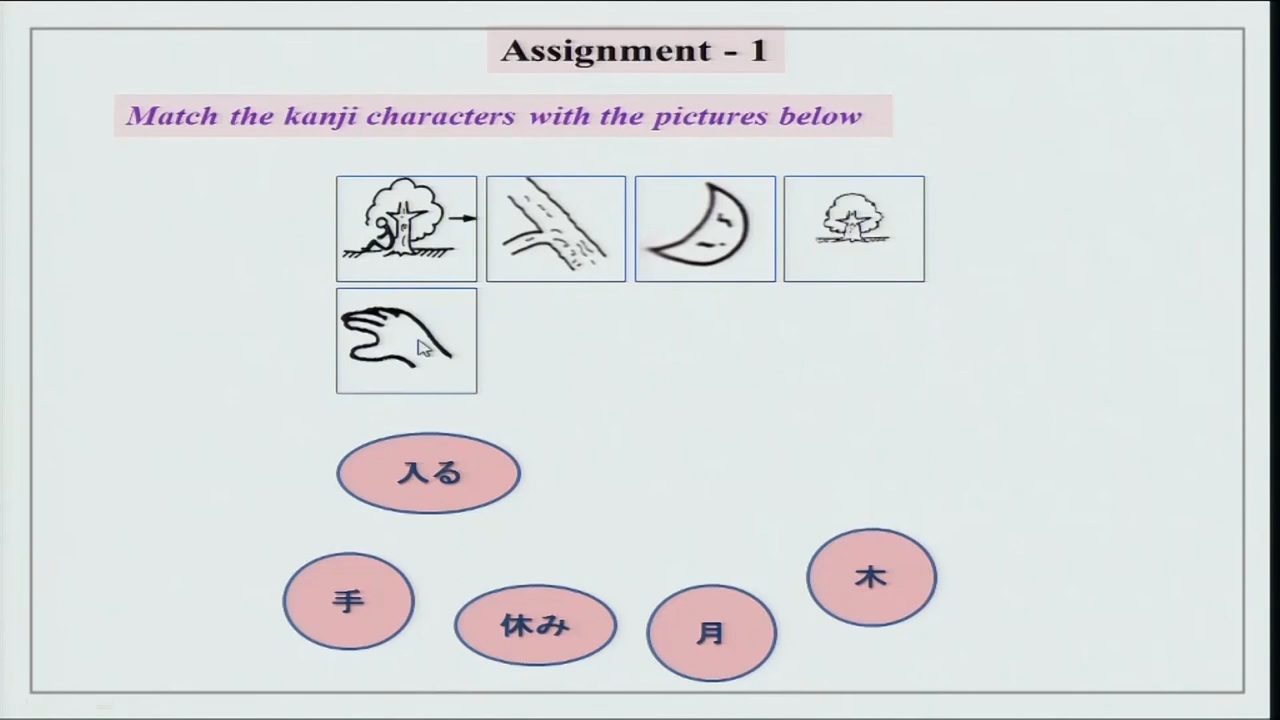 Assignment - 1
Match the kanji characters with the pictures below
入る
手
休み
月
木